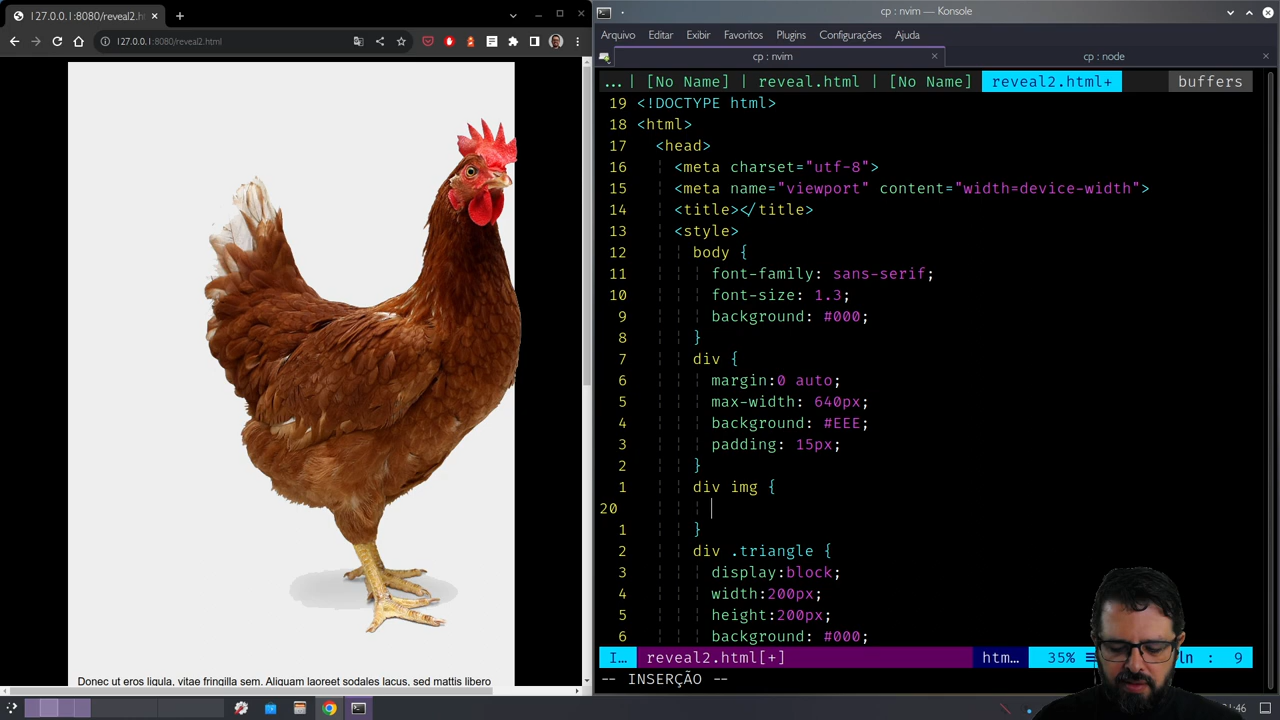 127.0.0.1:8080/reveal2.h
127.0.0.1:8080/reveal2.html
Donec ut eros ligula, vitae fringilla sem. Aliquam laoreet sodales lacus, sed mattis libero
cp : nvim — Konsole
Arquivo Editar Exibir Favoritos Plugins Configurações Ajuda
cp : nvim
cp : node
...| [No Name] | reveal.html | [No Name] reveal2.html+ buffers
19 <!DOCTYPE html>
18 <html>
17 <head>
16 <meta charset="utf-8">
15 <meta name="viewport" content="width=device-width">
14 <title></title>
13 <style>
12 body {
11 font-family: sans-serif;
10 font-size: 1.3;
9 background: #000;
8 }
7 div {
6 margin:0 auto;
5 max-width: 640px;
4 background: #EEE;
3 padding: 15px;
2 }
1 div img {
20
1 }
2 div .triangle {
3 display:block;
4 width:200px;
5 height:200px;
6 background: #000;
I… reveal2.html[+] htm… 35% ln : 9
-- INSERÇÃO --
:46